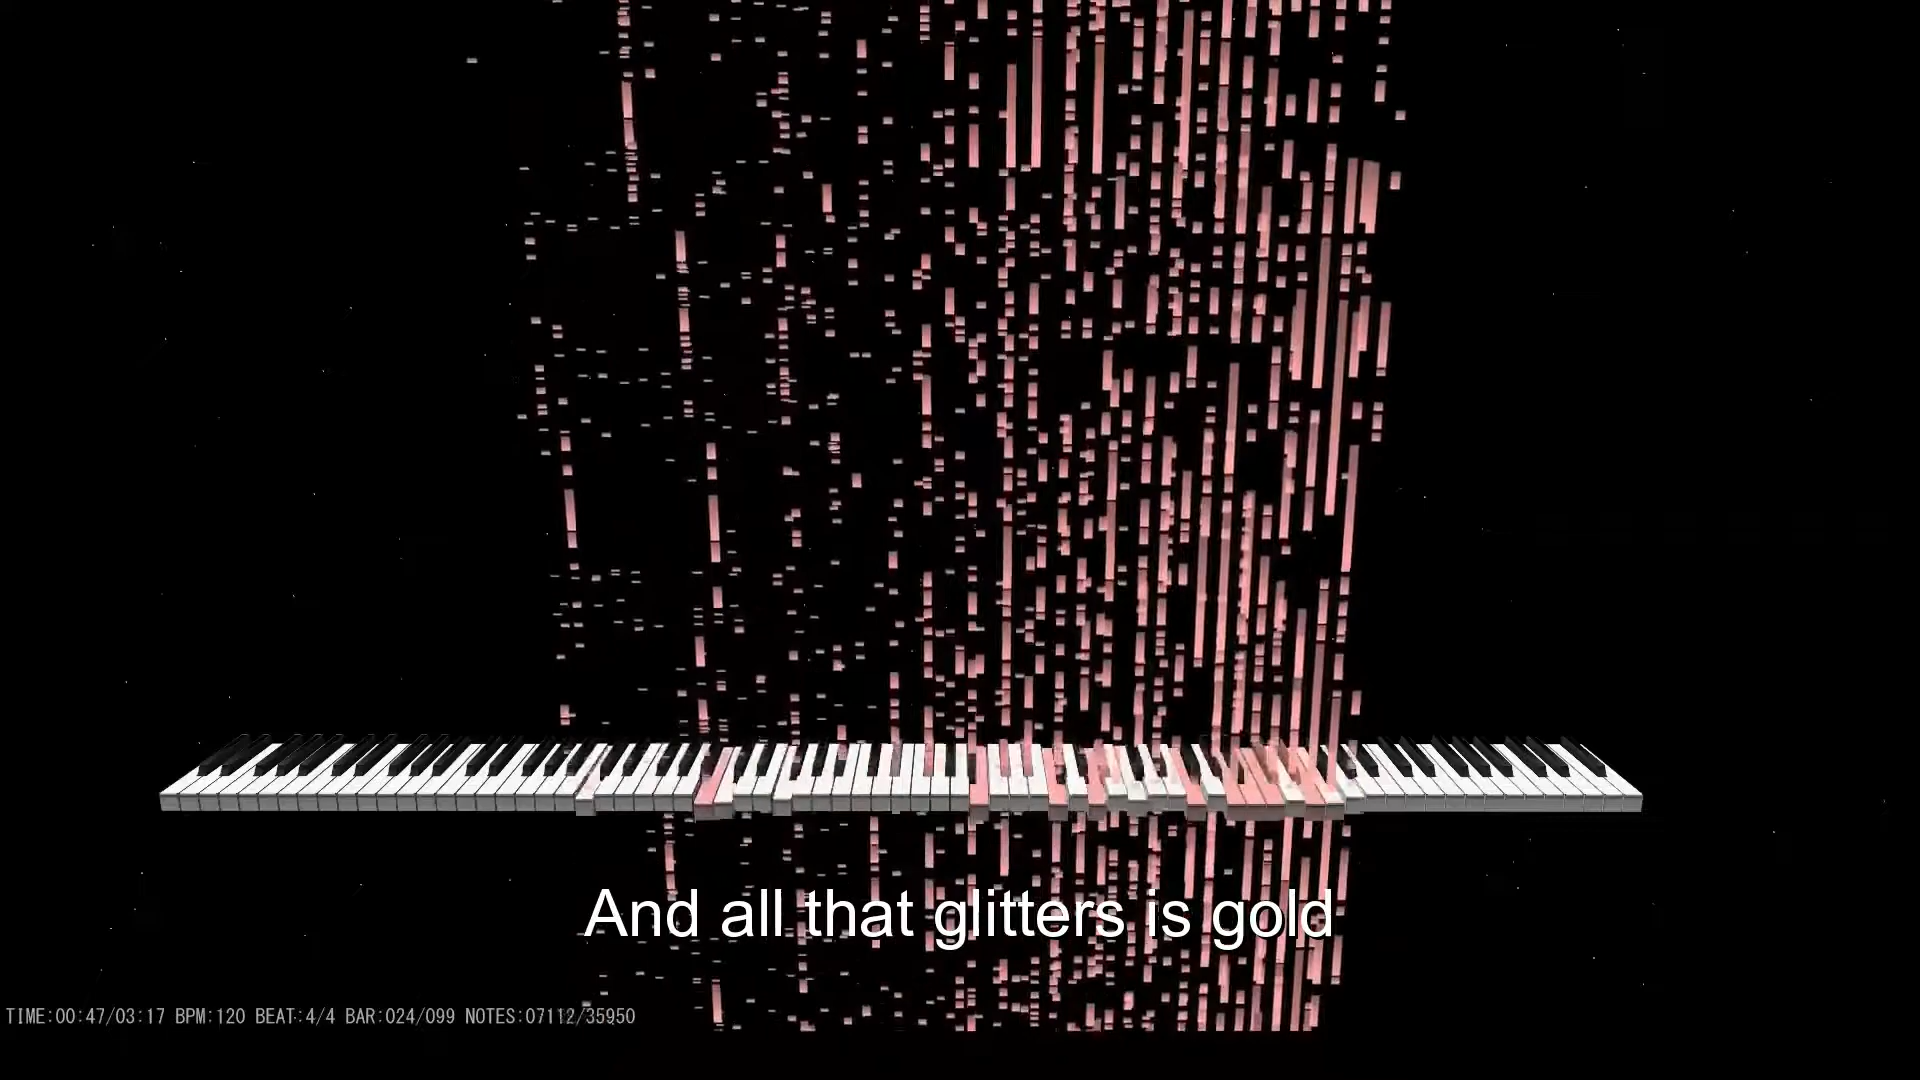 And all that glitters is gold
TIME:00:47/03:17 BPM:120 BEAT:4/4 BAR:024/099 NOTES:07112/35950